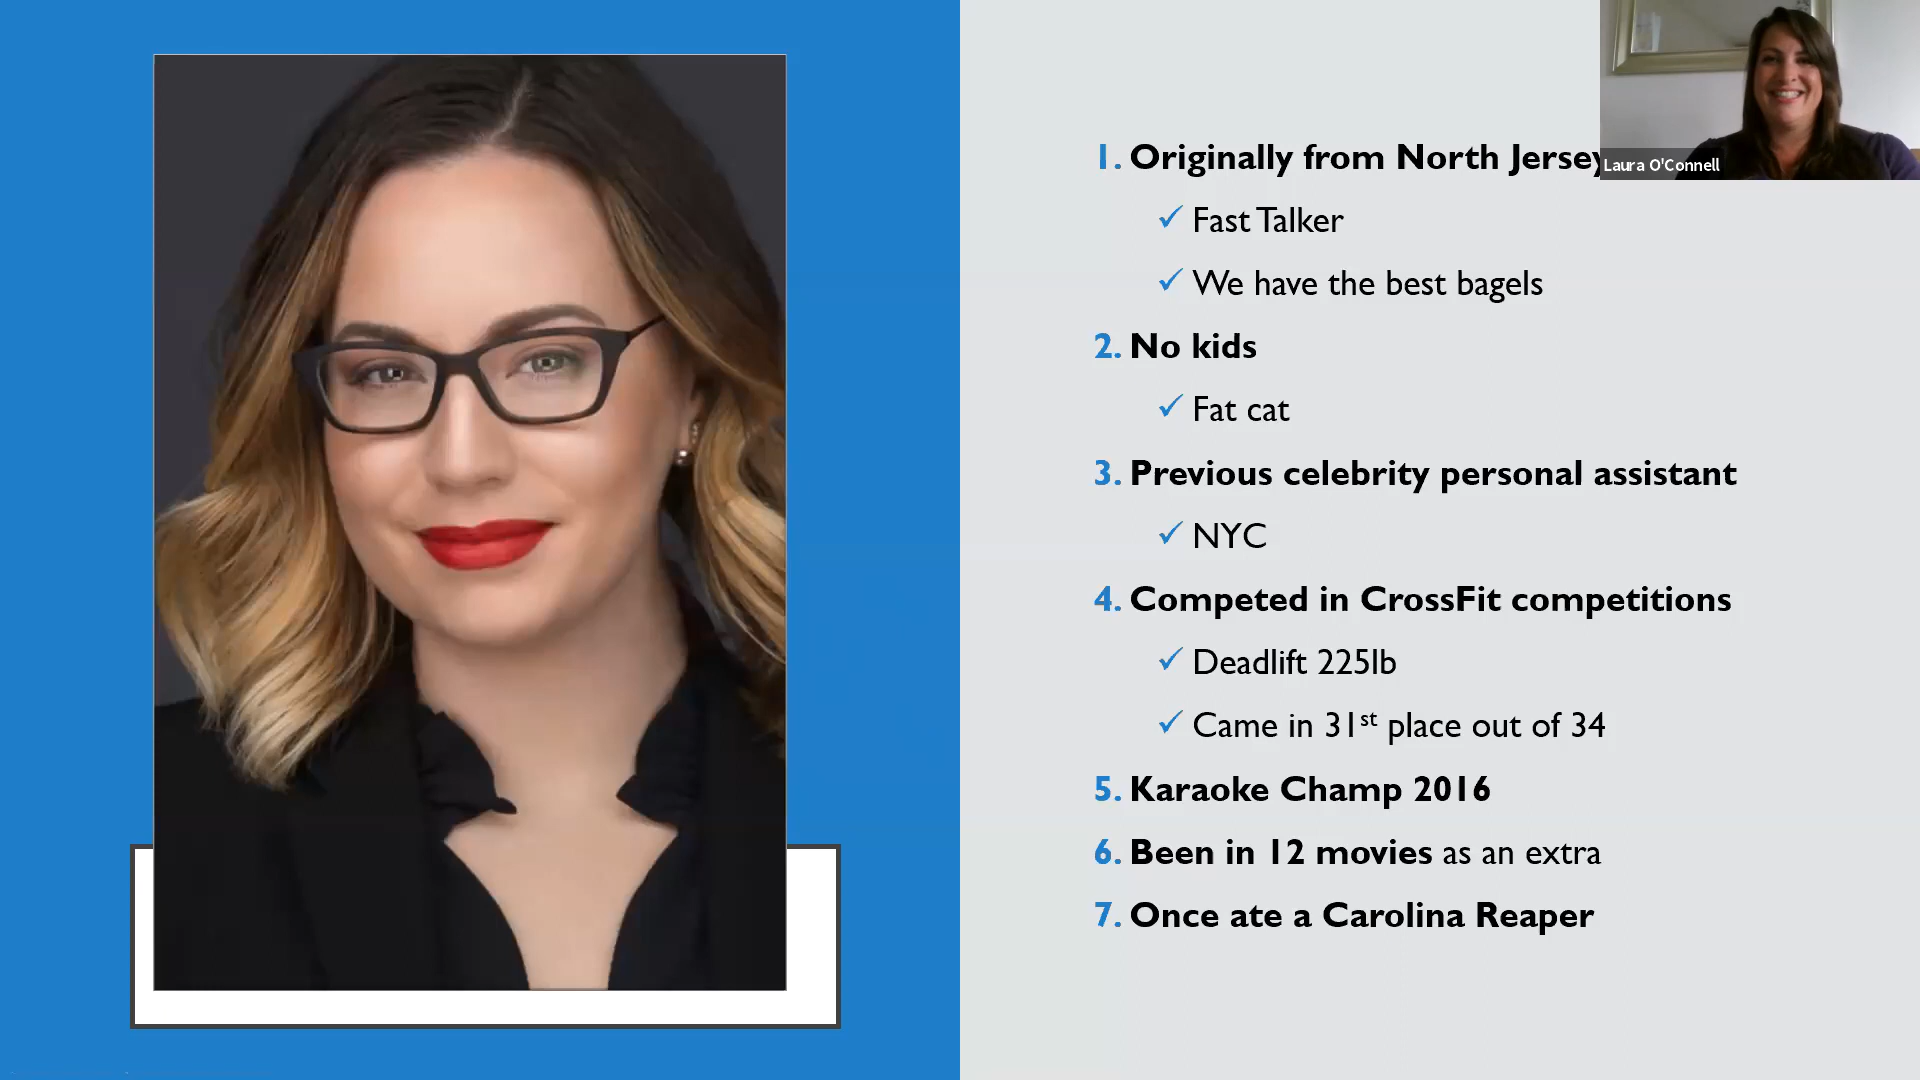 1. Originally from North Jersey
✓ Fast Talker
✓ We have the best bagels
2. No kids
✓ Fat cat
3. Previous celebrity personal assistant
✓ NYC
4. Competed in CrossFit competitions
✓ Deadlift 225lb
✓ Came in 31st place out of 34
5. Karaoke Champ 2016
6. Been in 12 movies as an extra
7. Once ate a Carolina Reaper
Laura O'Connell